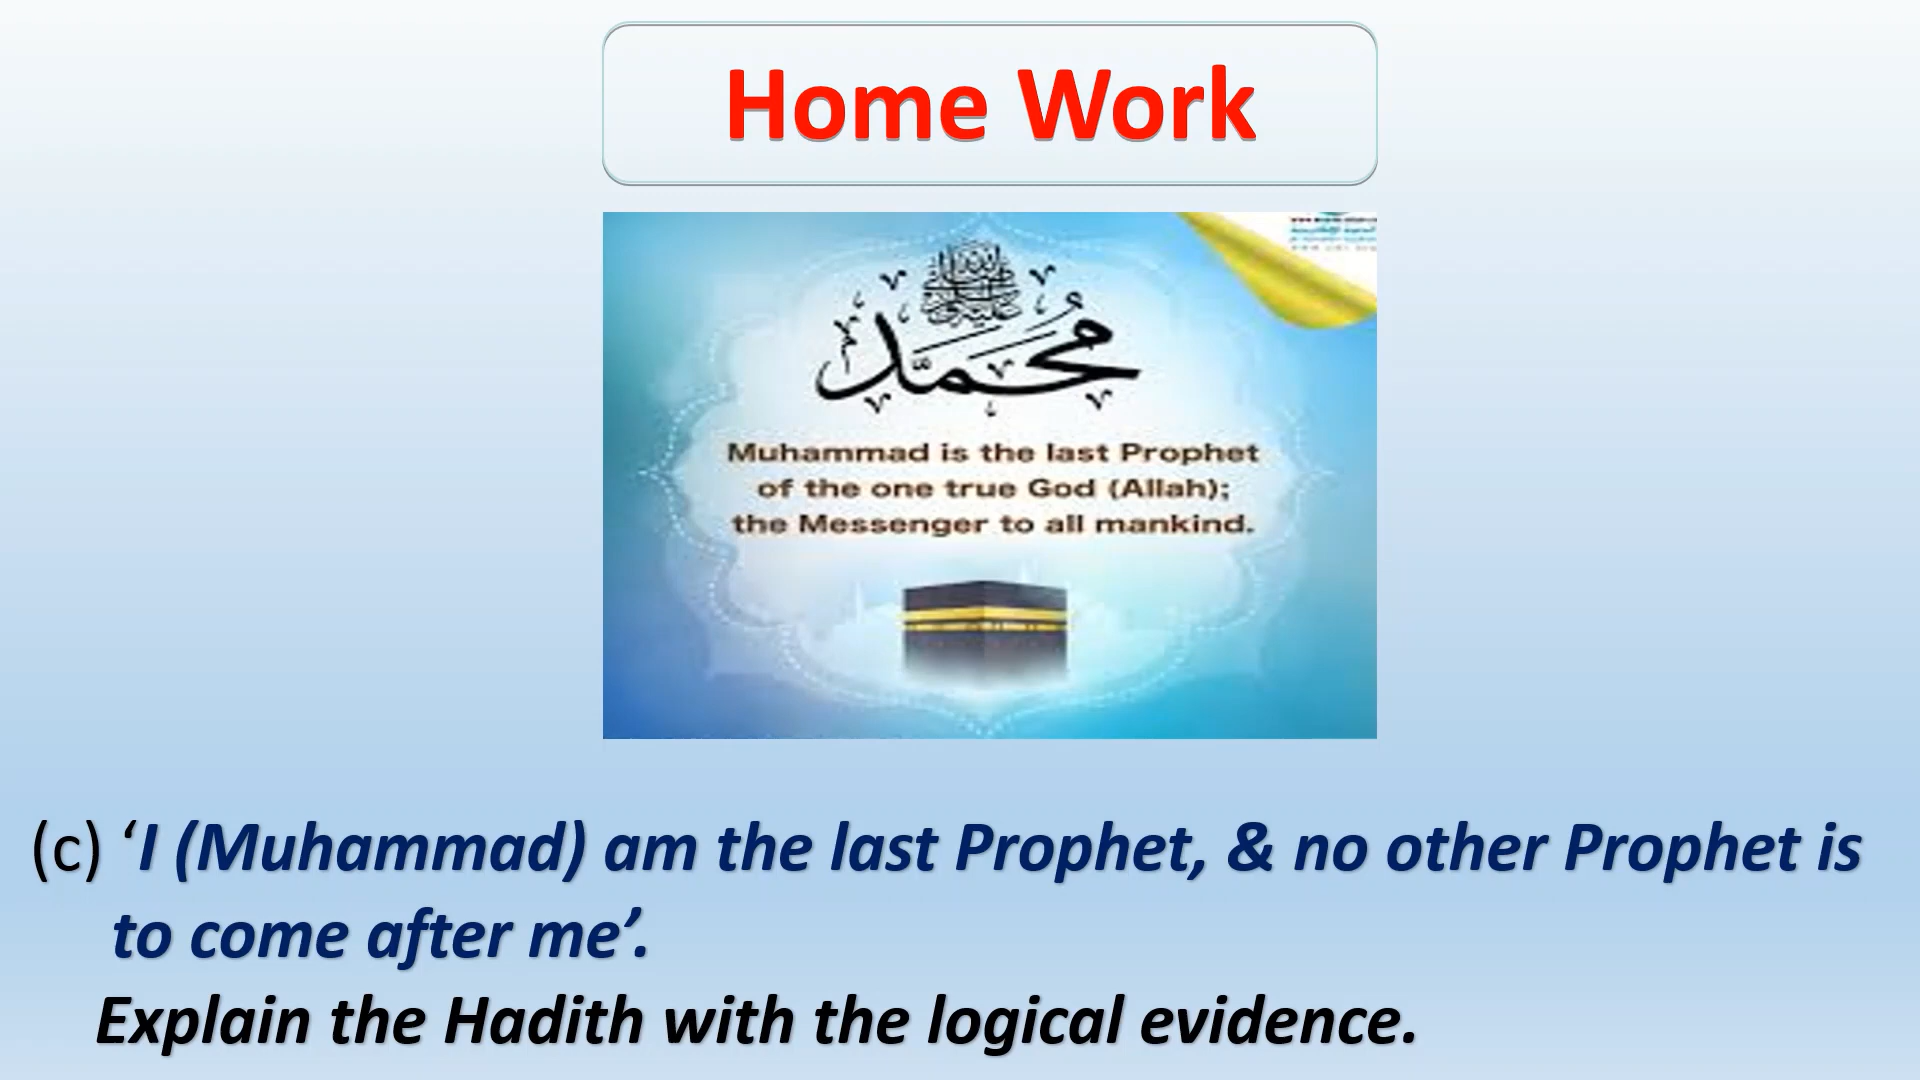 Home Work
محمد
Muhammad is the last Prophet
of the one true God (Allah);
the Messenger to all mankind.
(c) ‘I (Muhammad) am the last Prophet, & no other Prophet is
to come after me’.
Explain the Hadith with the logical evidence.